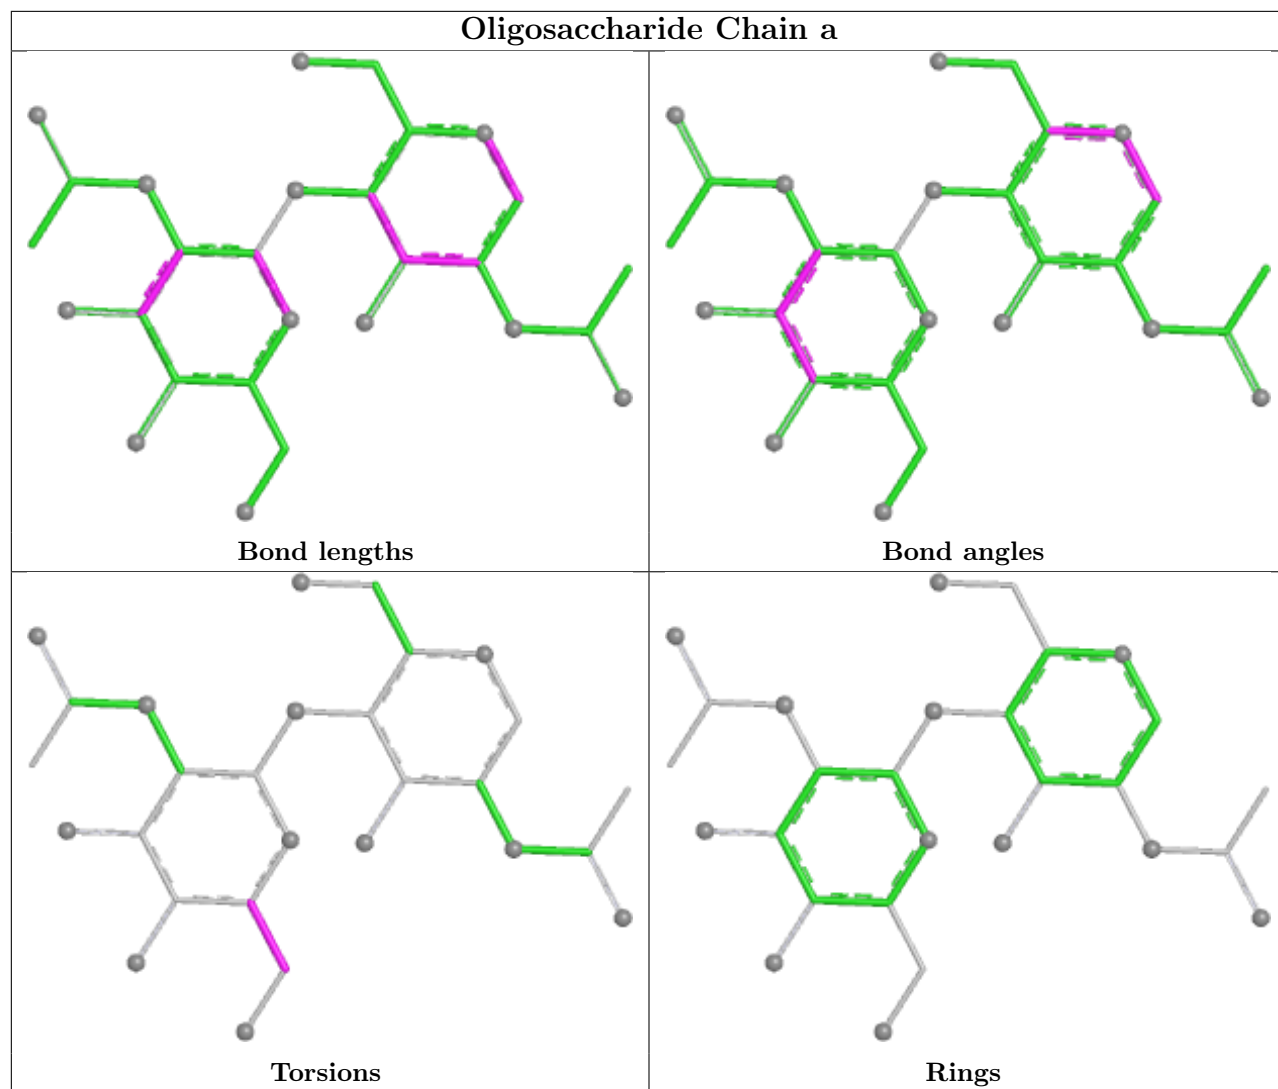 Oligosaccharide Chain a
Bond lengths
Bond angles
Torsions
Rings